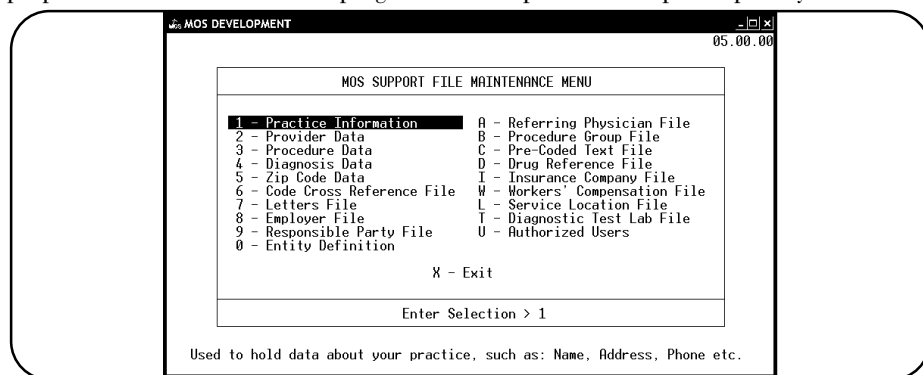 MOS DEVELOPMENT
05.00.00
MOS SUPPORT FILE MAINTENANCE MENU
1 - Practice Information A - Referring Physician File
2 - Provider Data B - Procedure Group File
3 - Procedure Data C - Pre-Coded Text File
4 - Diagnosis Data D - Drug Reference File
5 - Zip Code Data I - Insurance Company File
6 - Code Cross Reference File W - Workers' Compensation File
7 - Letters File L - Service Location File
8 - Employer File T - Diagnostic Test Lab File
9 - Responsible Party File U - Authorized Users
0 - Entity Definition
X - Exit
Enter Selection > 1
Used to hold data about your practice, such as: Name, Address, Phone etc.